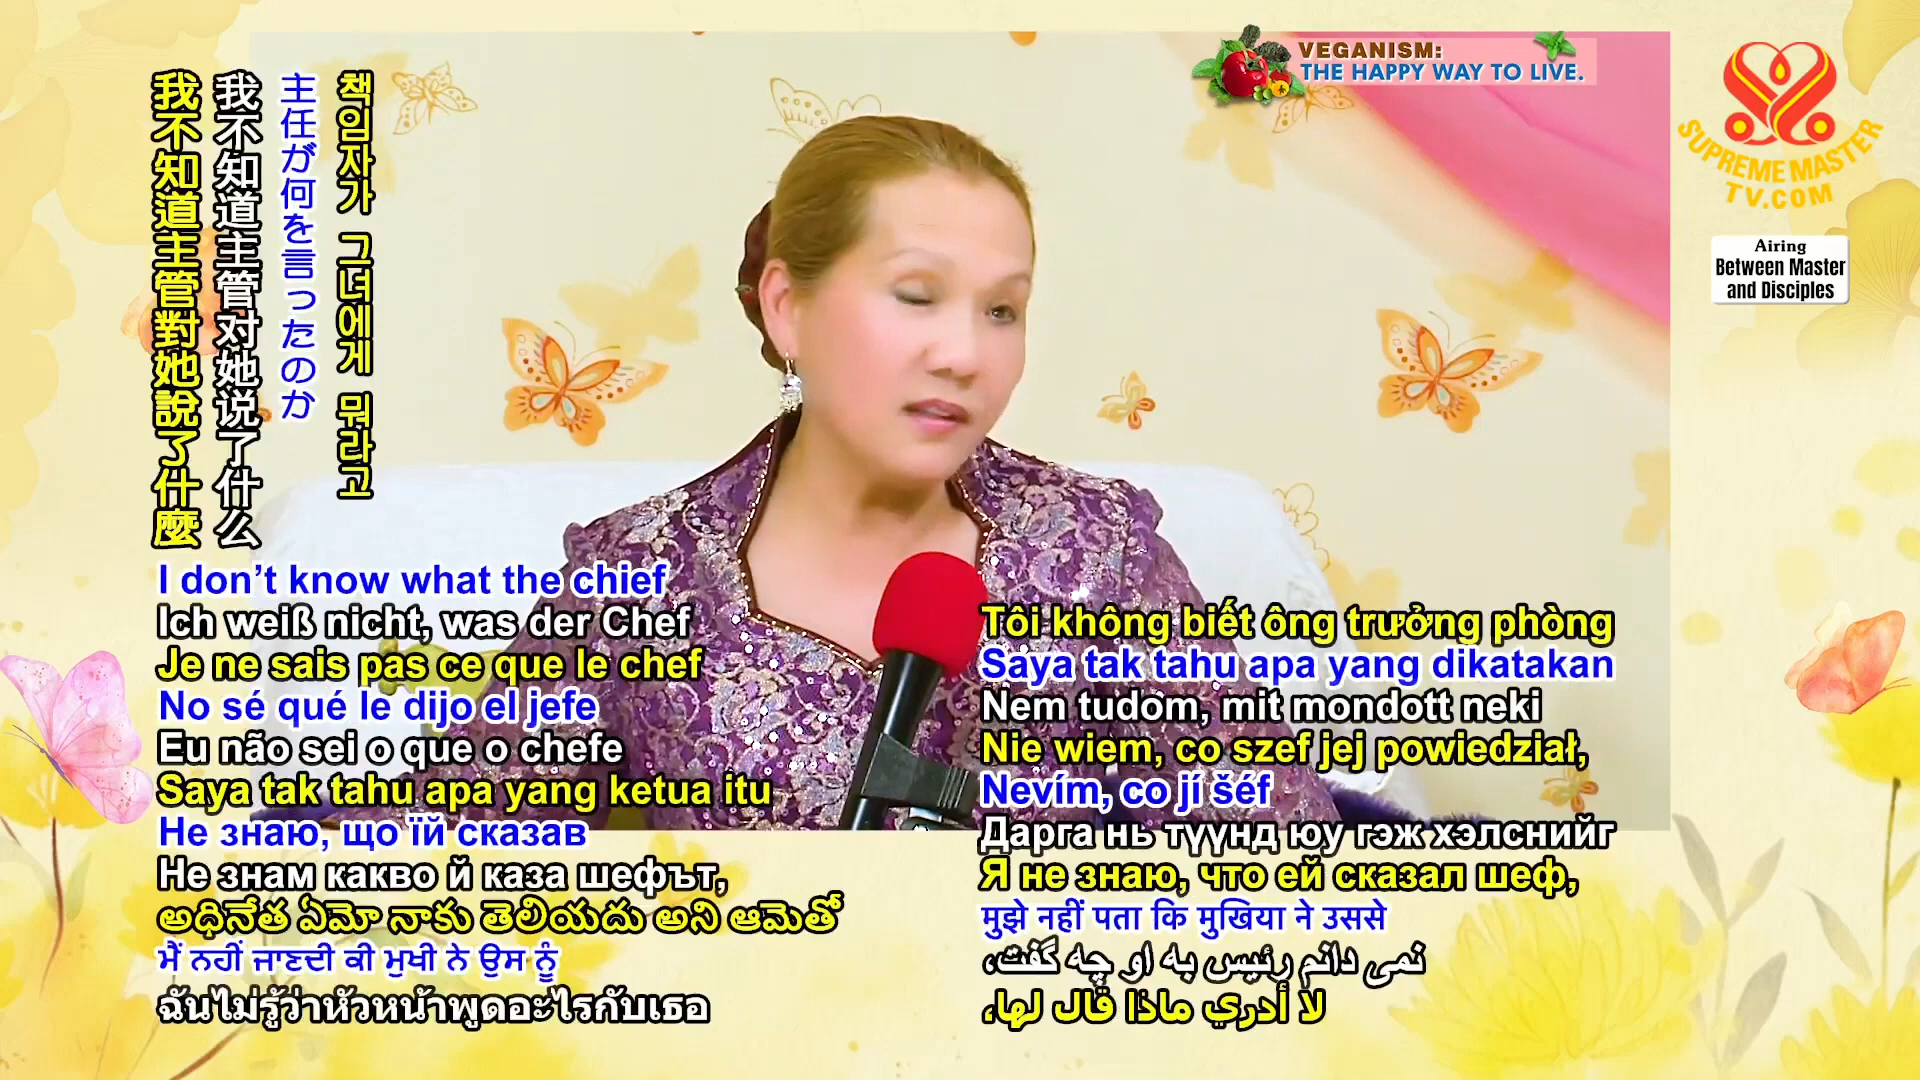 VEGANISM:
THE HAPPY WAY TO LIVE.
SUPREME MASTER
TV.COM
Airing
Between Master
and Disciples
我不知道主管對她說了什麼
我不知道主管对她说了什么
主任が何を言ったのか
책임자가 그녀에게 뭐라고
I don’t know what the chief
Ich weiß nicht, was der Chef
Je ne sais pas ce que le chef
No sé qué le dijo el jefe
Eu não sei o que o chefe
Saya tak tahu apa yang ketua itu
Не знаю, що їй сказав
Не знам какво й каза шефът,
అధినేత ఏమో నాకు తెలియదు అని ఆమెతో
ਮੈਂ ਨਹੀਂ ਜਾਣਦੀ ਕੀ ਮੁਖੀ ਨੇ ਉਸ ਨੂੰ
ฉันไม่รู้ว่าหัวหน้าพูดอะไรกับเธอ
Tôi không biết ông trưởng phòng
Saya tak tahu apa yang dikatakan
Nem tudom, mit mondott neki
Nie wiem, co szef jej powiedział,
Nevím, co jí šéf
Дарга нь түүнд юу гэж хэлснийг
Я не знаю, что ей сказал шеф,
मुझे नहीं पता कि मुखिया ने उससे
نمی دانم رئیس به او چه گفت،
لا أدري ماذا قال لها،